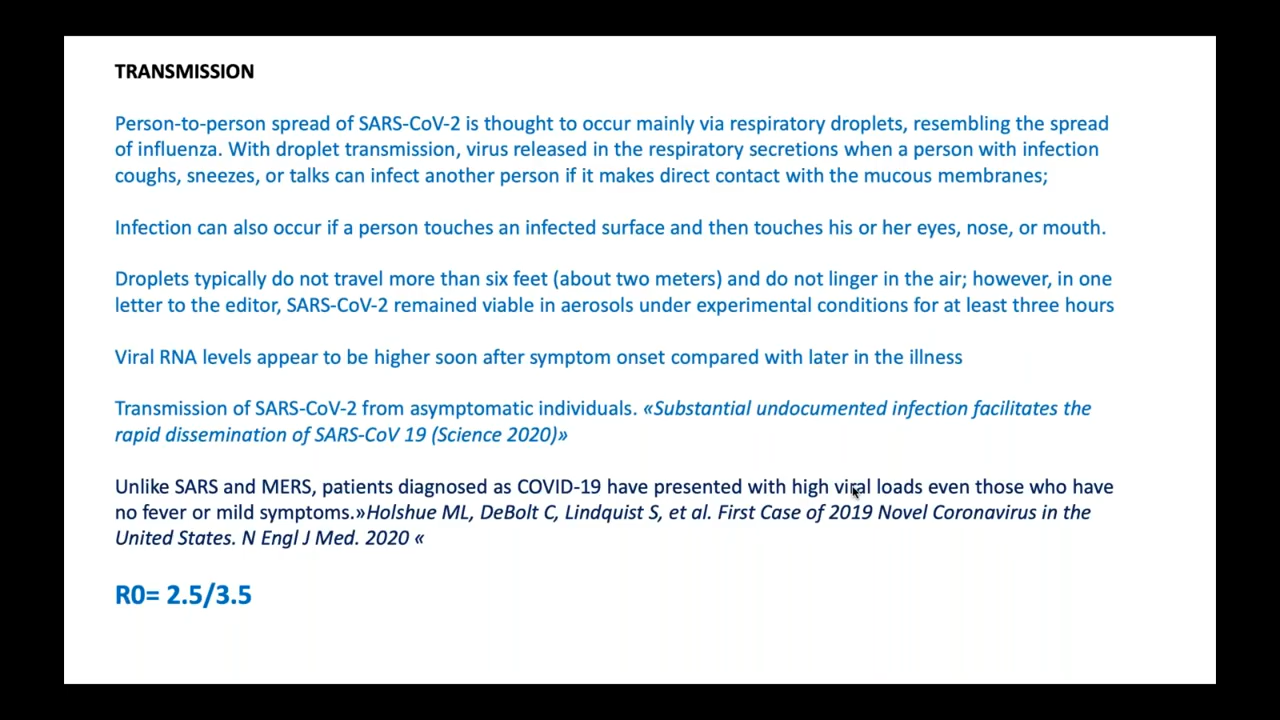 TRANSMISSION
Person-to-person spread of SARS-CoV-2 is thought to occur mainly via respiratory droplets, resembling the spread
of influenza. With droplet transmission, virus released in the respiratory secretions when a person with infection
coughs, sneezes, or talks can infect another person if it makes direct contact with the mucous membranes;
Infection can also occur if a person touches an infected surface and then touches his or her eyes, nose, or mouth.
Droplets typically do not travel more than six feet (about two meters) and do not linger in the air; however, in one
letter to the editor, SARS-CoV-2 remained viable in aerosols under experimental conditions for at least three hours
Viral RNA levels appear to be higher soon after symptom onset compared with later in the illness
Transmission of SARS-CoV-2 from asymptomatic individuals. «Substantial undocumented infection facilitates the
rapid dissemination of SARS-CoV 19 (Science 2020)»
Unlike SARS and MERS, patients diagnosed as COVID-19 have presented with high viral loads even those who have
no fever or mild symptoms.»Holshue ML, DeBolt C, Lindquist S, et al. First Case of 2019 Novel Coronavirus in the
United States. N Engl J Med. 2020 «
R0= 2.5/3.5